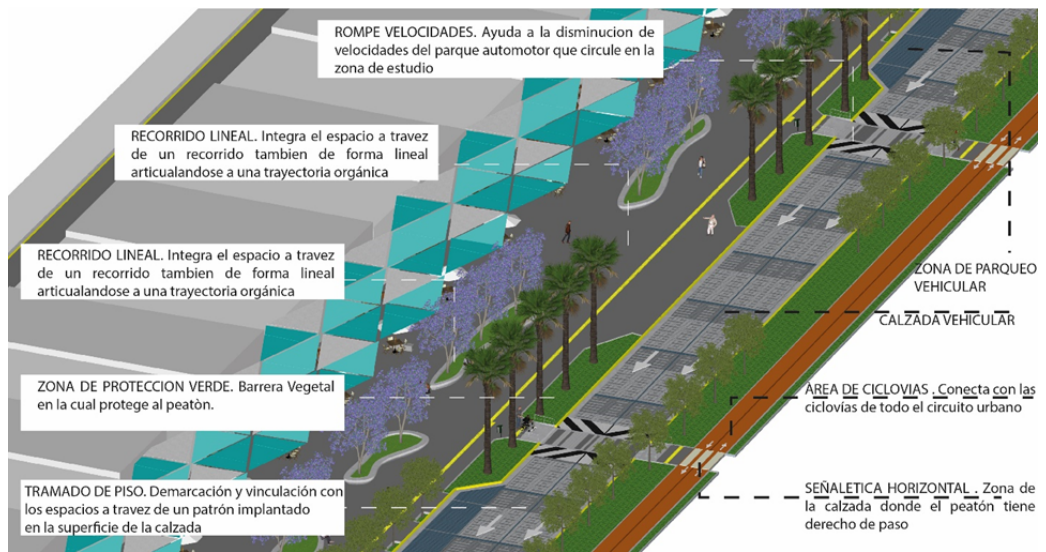 ROMPE VELOCIDADES. Ayuda a la disminucion de
velocidades del parque automotor que circule en la
zona de estudio
RECORRIDO LINEAL. Integra el espacio a travez
de un recorrido tambien de forma lineal
articualandose a una trayectoria orgánica
RECORRIDO LINEAL. Integra el espacio a travez
de un recorrido tambien de forma lineal
articualandose a una trayectoria orgánica
ZONA DE PROTECCION VERDE. Barrera Vegetal
en la cual protege al peatòn.
TRAMADO DE PISO. Demarcación y vinculación con
los espacios a travez de un patrón implantado
en la superficie de la calzada
ZONA DE PARQUEO
VEHICULAR
CALZADA VEHICULAR
ÀREA DE CICLOVIAS . Conecta con las
ciclovías de todo el circuito urbano
SEÑALETICA HORIZONTAL . Zona de
la calzada donde el peatón tiene
derecho de paso